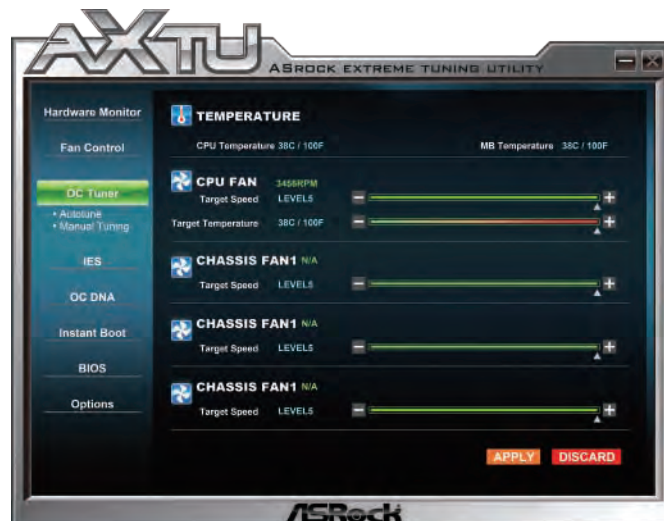 AXTU
ASROCK EXTREME TUNING UTILITY
Hardware Monitor
Fan Control
OC Tuner
• Autotune
• Manual Tuning
IES
OC DNA
Instant Boot
BIOS
Options
TEMPERATURE
CPU Temperature 38C / 100F MB Temperature 38C / 100F
CPU FAN 3456RPM
Target Speed LEVEL5
Target Temperature 38C / 100F
CHASSIS FAN1 N/A
Target Speed LEVEL5
CHASSIS FAN1 N/A
Target Speed LEVEL5
CHASSIS FAN1 N/A
Target Speed LEVEL5
APPLY DISCARD
ASRock